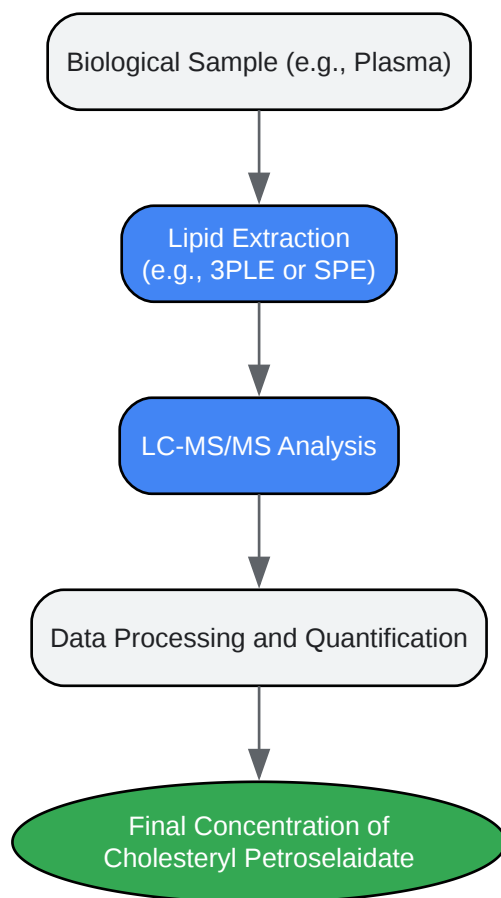 Biological Sample (e.g., Plasma)
Lipid Extraction
(e.g., 3PLE or SPE)
LC-MS/MS Analysis
Data Processing and Quantification
Final Concentration of
Cholesteryl Petroselaidate